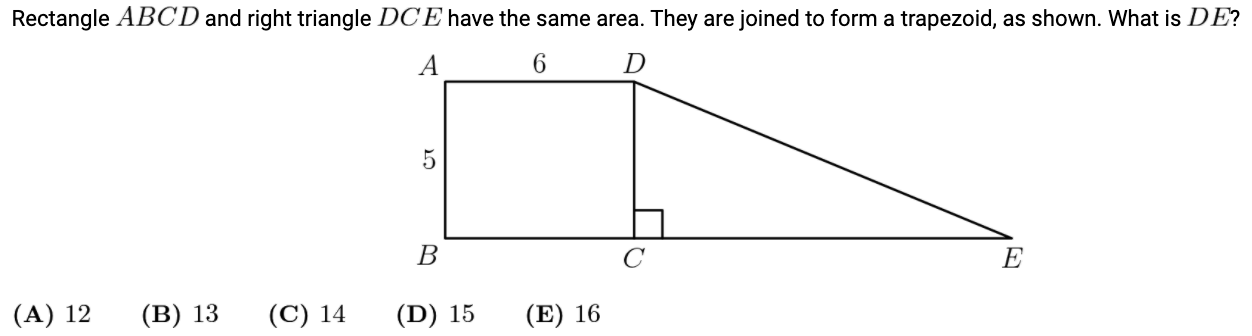 Rectangle ABCD and right triangle DCE have the same area. They are joined to form a trapezoid, as shown. What is DE?
A 6 D
5
B C E
(A) 12 (B) 13 (C) 14 (D) 15 (E) 16